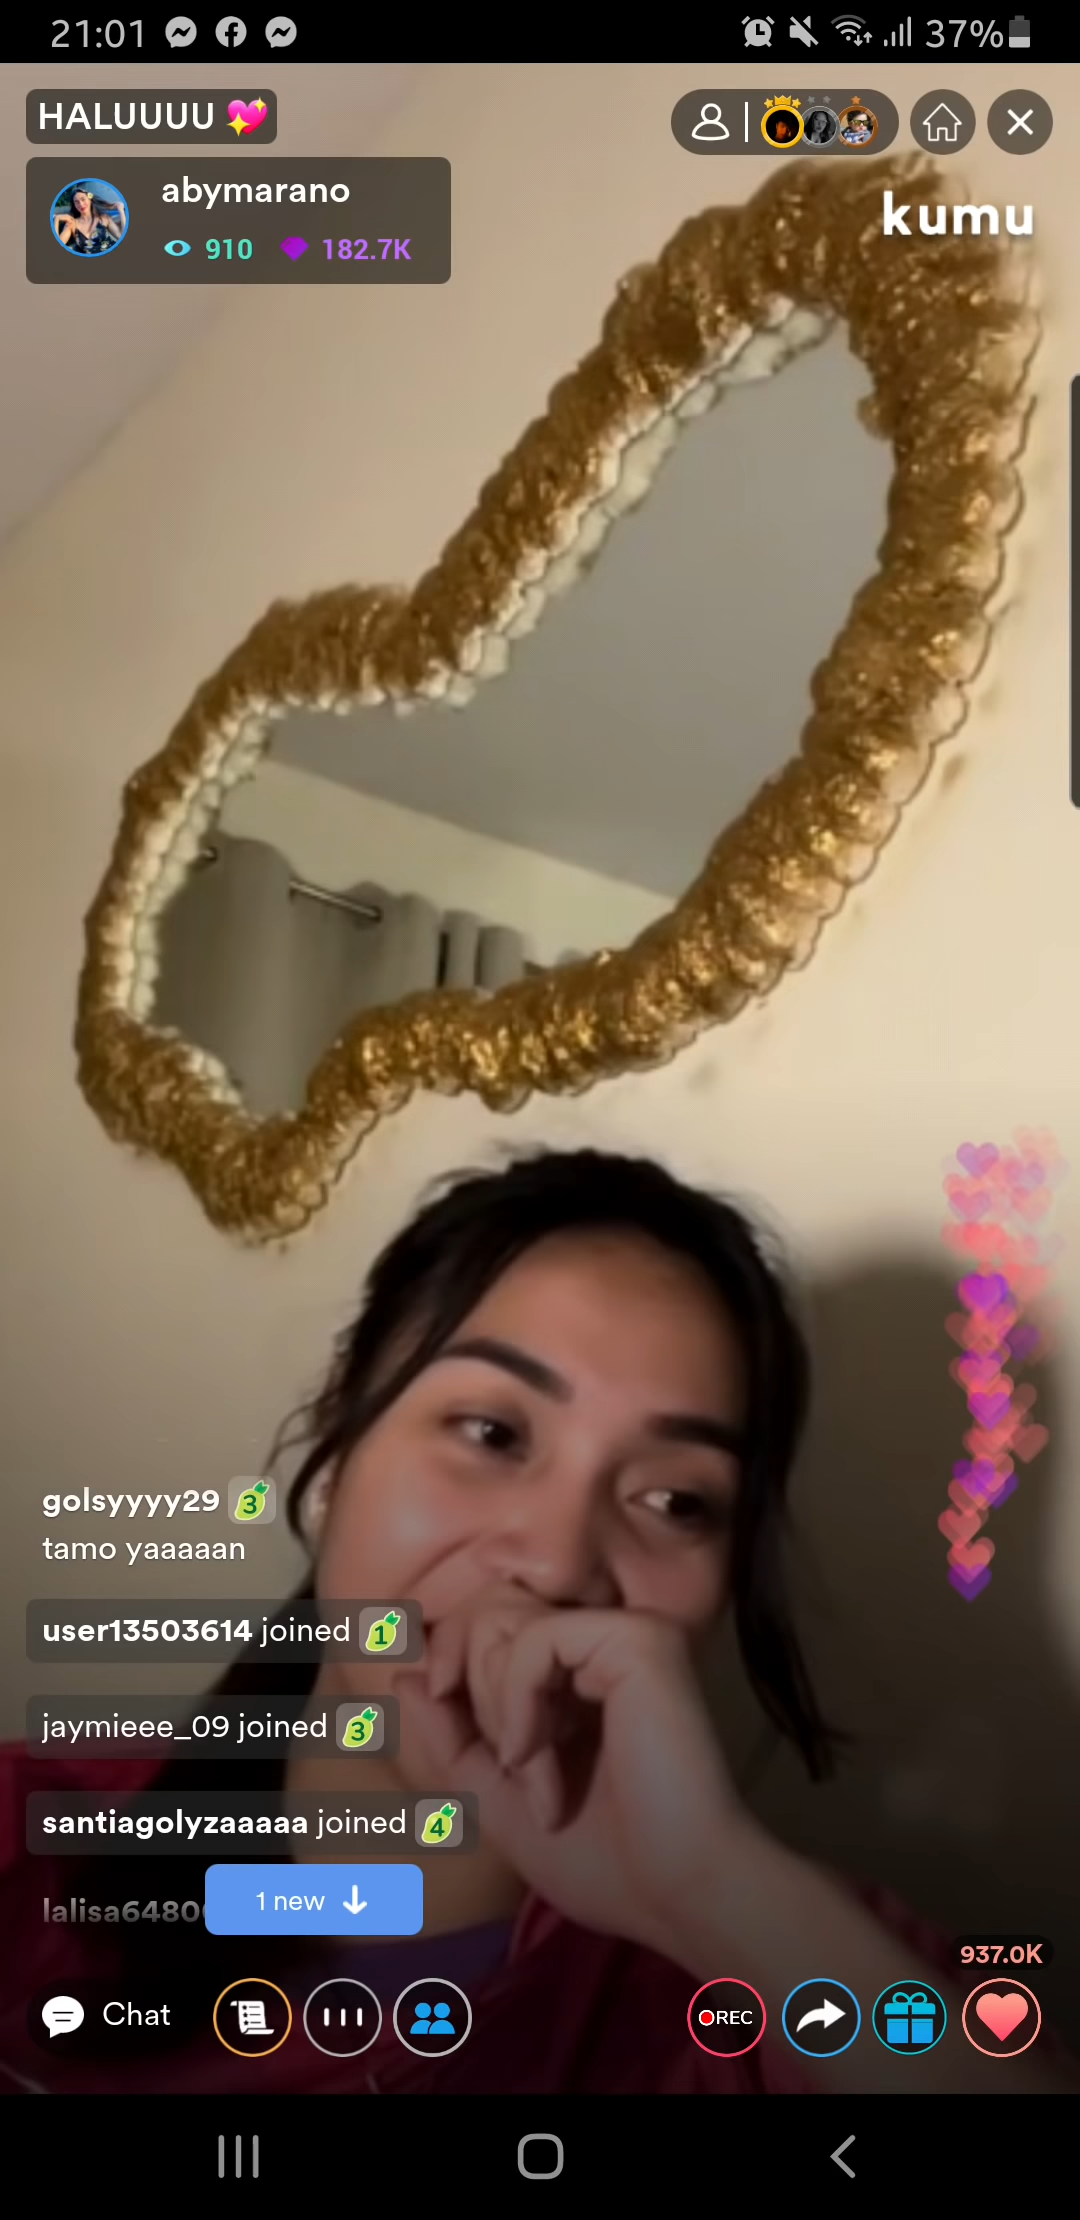 21:01
37%
HALUUUU 💖
abymarano
910 182.7K
kumu
golsyyyy29 3
tamo yaaaaan
user13503614 joined 1
jaymieee_09 joined 3
santiagolyzaaaaa joined 4
1 new
937.0K
Chat
REC